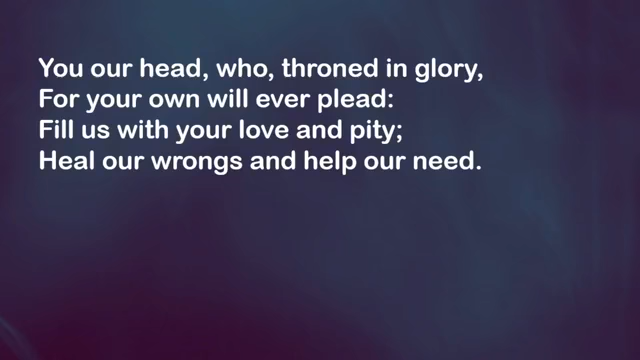 You our head, who, throned in glory,
For your own will ever plead:
Fill us with your love and pity;
Heal our wrongs and help our need.